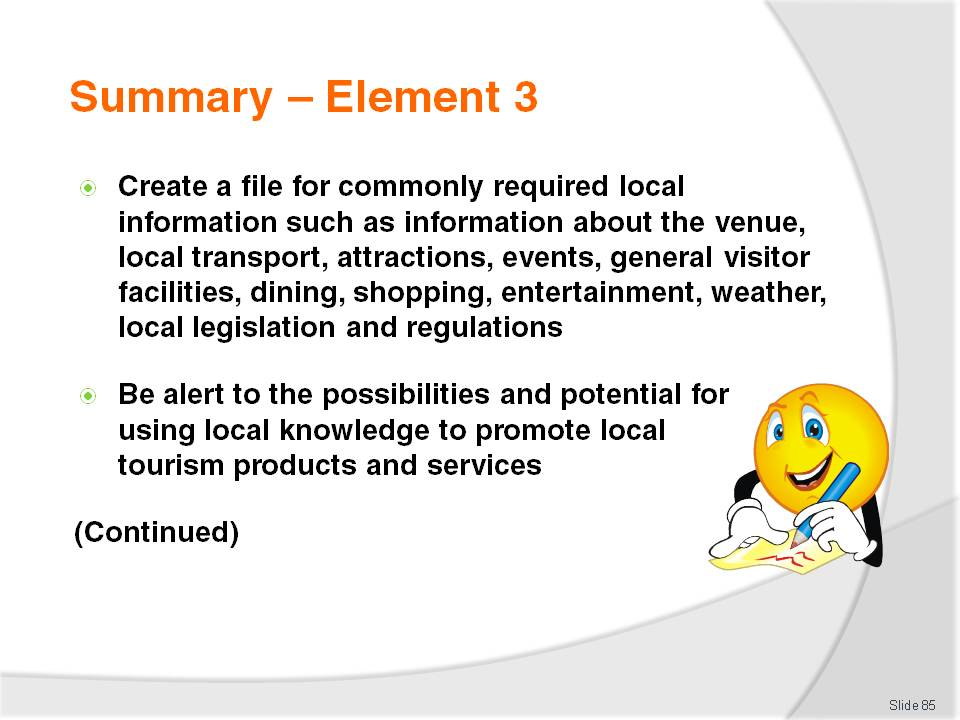 Summary – Element 3
Create a file for commonly required local
information such as information about the venue,
local transport, attractions, events, general visitor
facilities, dining, shopping, entertainment, weather,
local legislation and regulations
Be alert to the possibilities and potential for
using local knowledge to promote local
tourism products and services
(Continued)
Slide 85